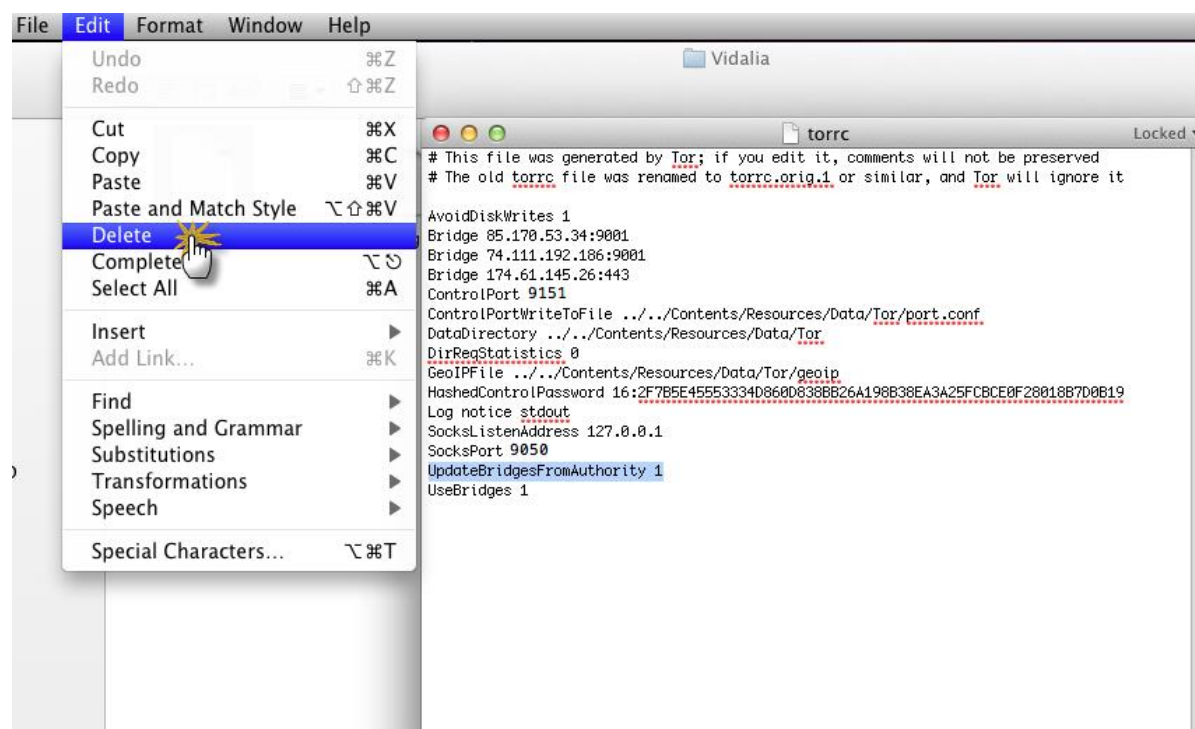 File Edit Format Window Help
Undo ⌘Z
Redo ⇧⌘Z
Cut ⌘X
Copy ⌘C
Paste ⌘V
Paste and Match Style ⌥⇧⌘V
Delete
Complete ⌥⎋
Select All ⌘A
Insert ▶
Add Link... ⌘K
Find ▶
Spelling and Grammar ▶
Substitutions ▶
Transformations ▶
Speech ▶
Special Characters... ⌥⌘T
Vidalia
torrc Locked
# This file was generated by Tor; if you edit it, comments will not be preserved
# The old torrc file was renamed to torrc.orig.1 or similar, and Tor will ignore it
AvoidDiskWrites 1
Bridge 85.170.53.34:9001
Bridge 74.111.192.186:9001
Bridge 174.61.145.26:443
ControlPort 9151
ControlPortWriteToFile ../../Contents/Resources/Data/Tor/port.conf
DataDirectory ../../Contents/Resources/Data/Tor
DirReqStatistics 0
GeoIPFile ../../Contents/Resources/Data/Tor/geoip
HashedControlPassword 16:2F7B5E45553334D860D838BB26A198B38EA3A25FCBCE0F28018B7D0B19
Log notice stdout
SocksListenAddress 127.0.0.1
SocksPort 9050
UpdateBridgesFromAuthority 1
UseBridges 1